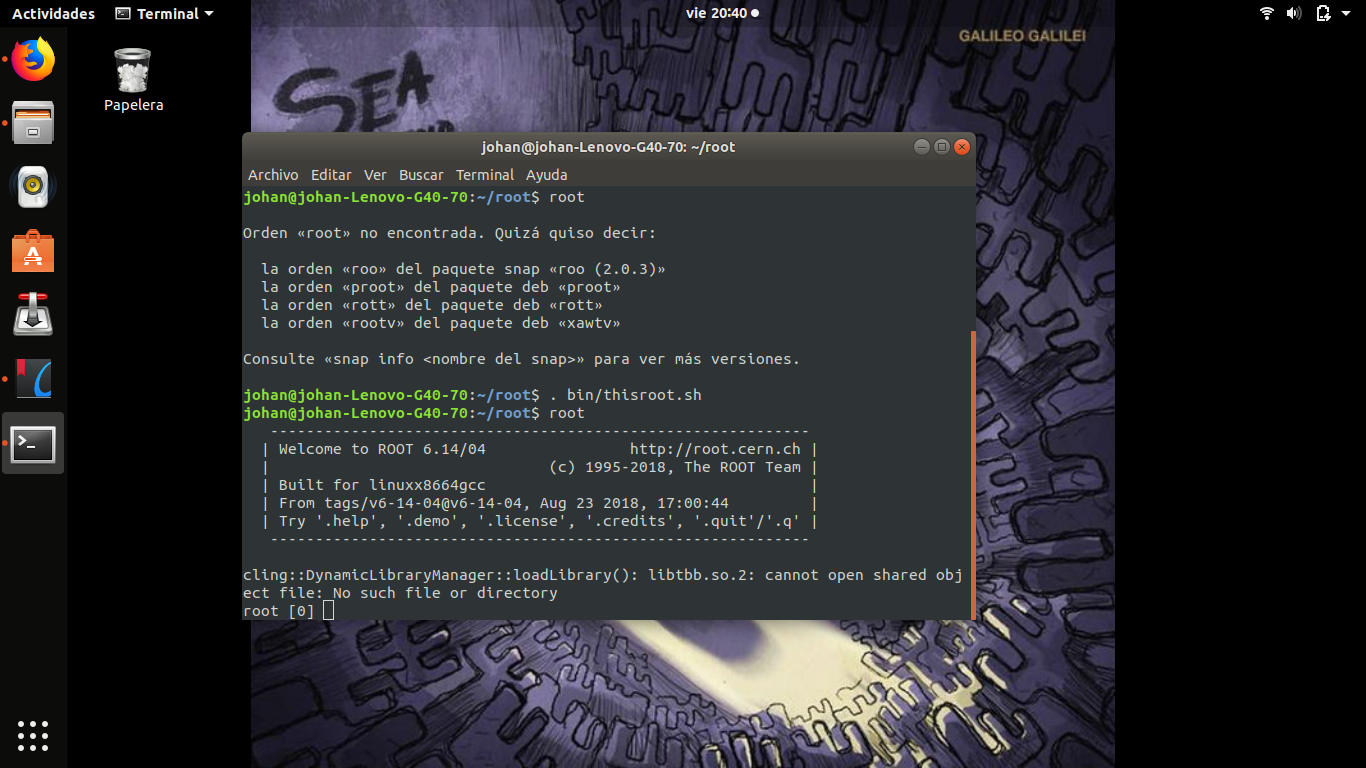 Actividades
Terminal
vie 20:40
GALILEO GALILEI
SEA
Papelera
johan@johan-Lenovo-G40-70: ~/root
Archivo Editar Ver Buscar Terminal Ayuda
johan@johan-Lenovo-G40-70:~/root$ root
Orden «root» no encontrada. Quizá quiso decir:
la orden «roo» del paquete snap «roo (2.0.3)»
la orden «proot» del paquete deb «proot»
la orden «rott» del paquete deb «rott»
la orden «rootv» del paquete deb «xawtv»
Consulte «snap info <nombre del snap>» para ver más versiones.
johan@johan-Lenovo-G40-70:~/root$ . bin/thisroot.sh
johan@johan-Lenovo-G40-70:~/root$ root
------------------------------------------------------------
| Welcome to ROOT 6.14/04                http://root.cern.ch |
|                               (c) 1995-2018, The ROOT Team |
| Built for linuxx8664gcc                                    |
| From tags/v6-14-04@v6-14-04, Aug 23 2018, 17:00:44         |
| Try '.help', '.demo', '.license', '.credits', '.quit'/'.q' |
------------------------------------------------------------
cling::DynamicLibraryManager::loadLibrary(): libtbb.so.2: cannot open shared obj
ect file: No such file or directory
root [0]